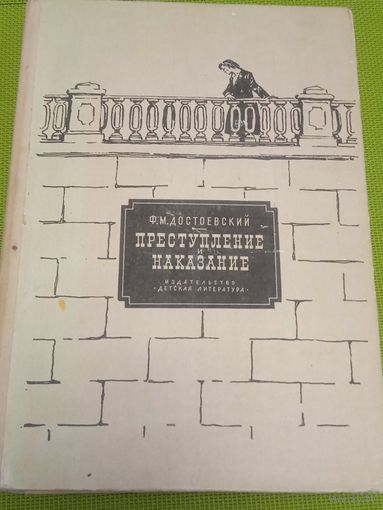 Ф.М.ДОСТОЕВСКИЙ
ПРЕСТУПЛЕНИЕ
И
НАКАЗАНИЕ
ИЗДАТЕЛЬСТВО
«ДЕТСКАЯ ЛИТЕРАТУРА»